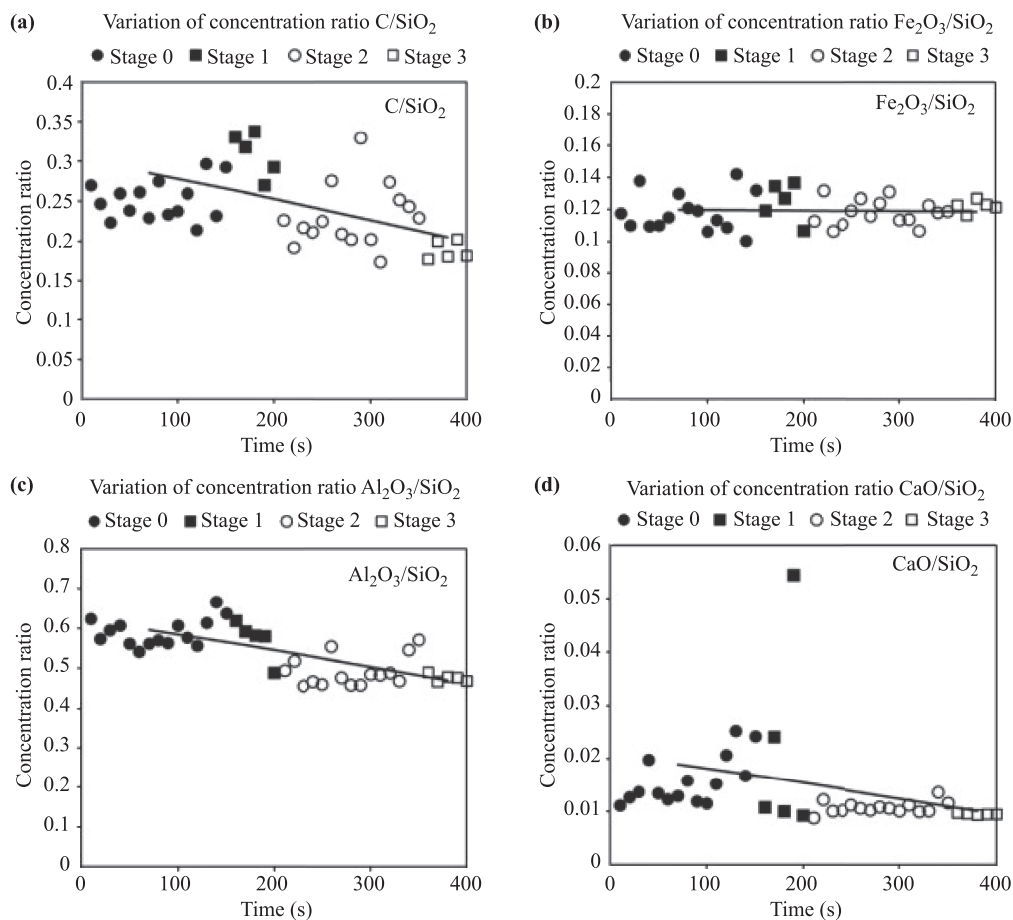 (a) Variation of concentration ratio C/SiO₂
Stage 0 Stage 1 Stage 2 Stage 3
C/SiO₂
0.4
0.35
0.3
0.25
0.2
0.15
0.1
0.05
0
Concentration ratio
0 100 200 300 400
Time (s)
(b) Variation of concentration ratio Fe₂O₃/SiO₂
Stage 0 Stage 1 Stage 2 Stage 3
Fe₂O₃/SiO₂
0.2
0.18
0.16
0.14
0.12
0.1
0.08
0.06
0.04
0.02
0
Concentration ratio
0 100 200 300 400
Time (s)
(c) Variation of concentration ratio Al₂O₃/SiO₂
Stage 0 Stage 1 Stage 2 Stage 3
Al₂O₃/SiO₂
0.8
0.7
0.6
0.5
0.4
0.3
0.2
0.1
0
Concentration ratio
0 100 200 300 400
Time (s)
(d) Variation of concentration ratio CaO/SiO₂
Stage 0 Stage 1 Stage 2 Stage 3
CaO/SiO₂
0.06
0.05
0.04
0.03
0.02
0.01
0
Concentration ratio
0 100 200 300 400
Time (s)